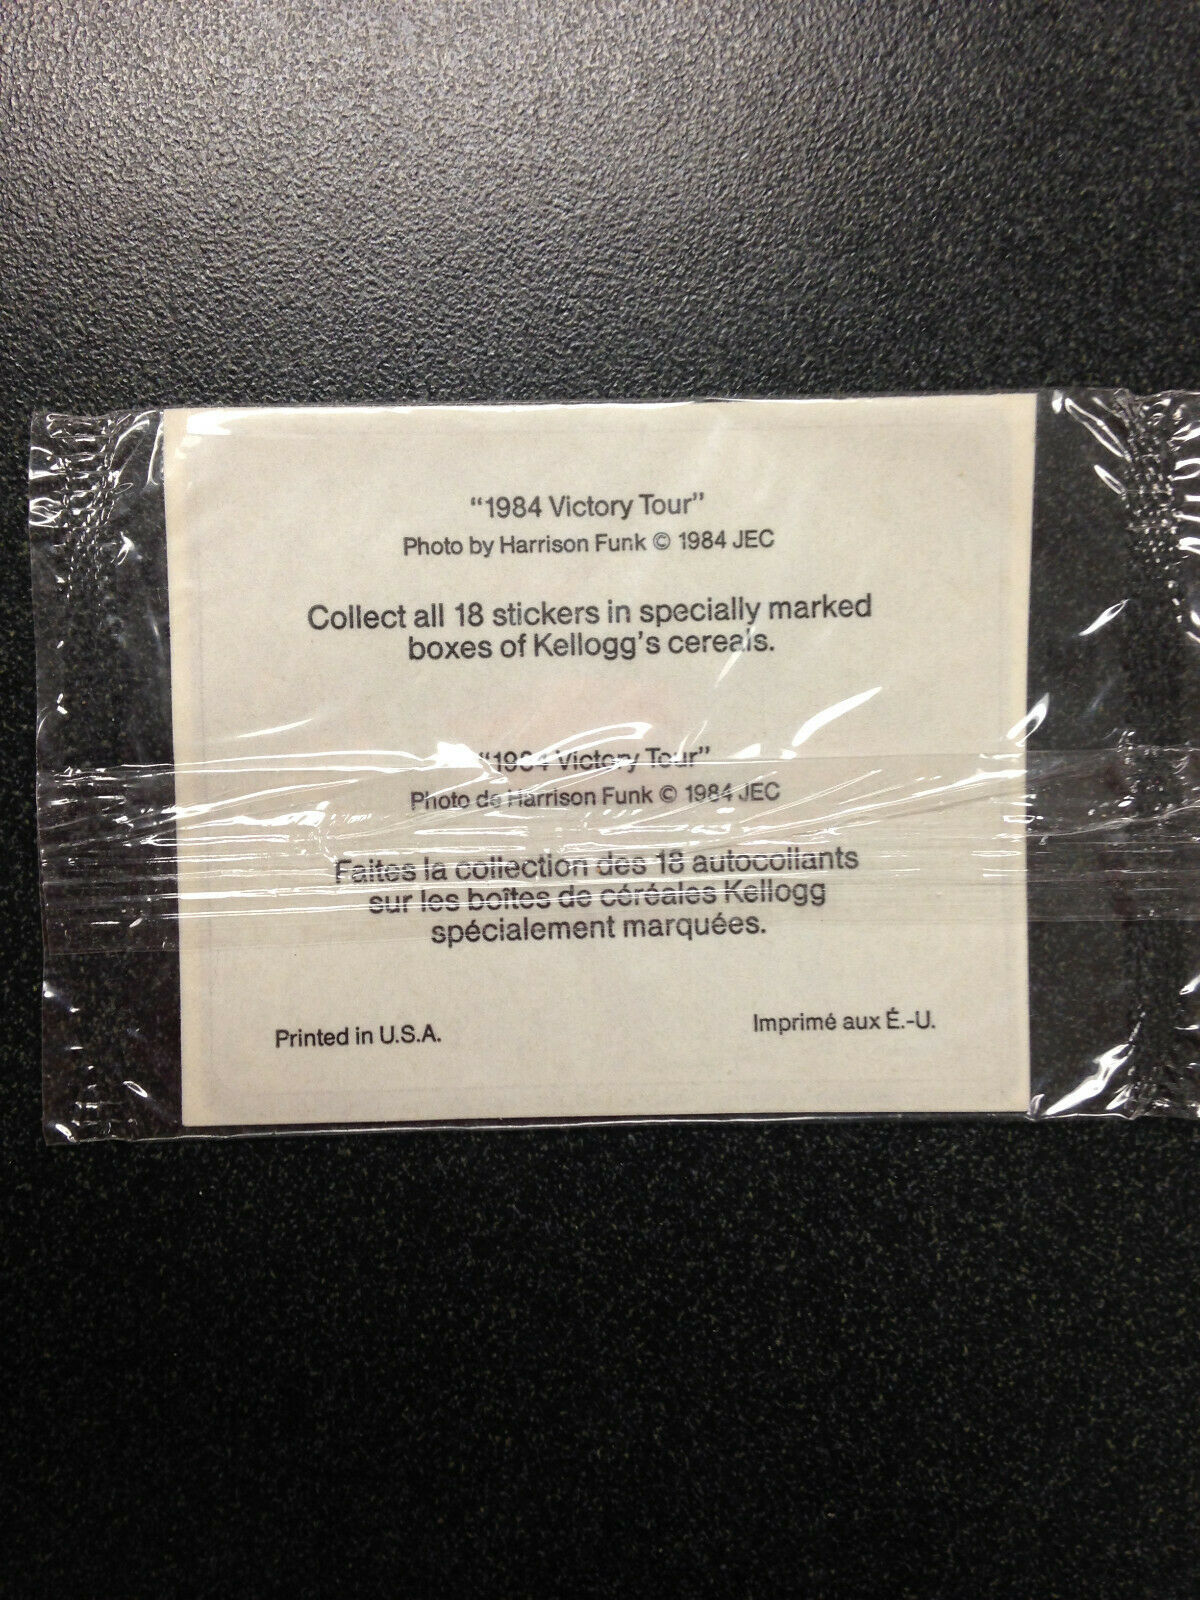 “1984 Victory Tour”
Photo by Harrison Funk © 1984 JEC
Collect all 18 stickers in specially marked
boxes of Kellogg's cereals.
“1984 Victory Tour”
Photo de Harrison Funk © 1984 JEC
Faites la collection des 18 autocollants
sur les boîtes de céréales Kellogg
spécialement marquées.
Printed in U.S.A.
Imprimé aux É.-U.